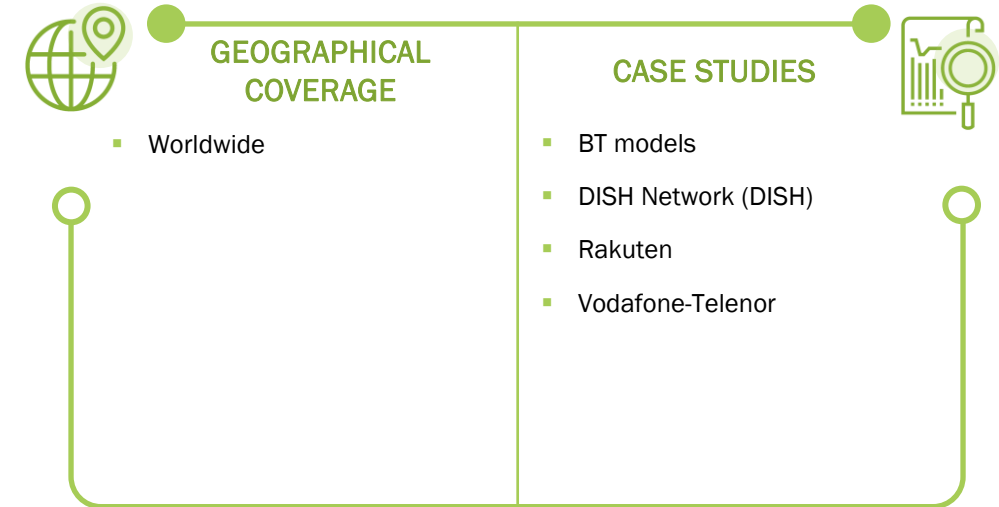 GEOGRAPHICAL
COVERAGE
▪ Worldwide
CASE STUDIES
▪ BT models
▪ DISH Network (DISH)
▪ Rakuten
▪ Vodafone-Telenor